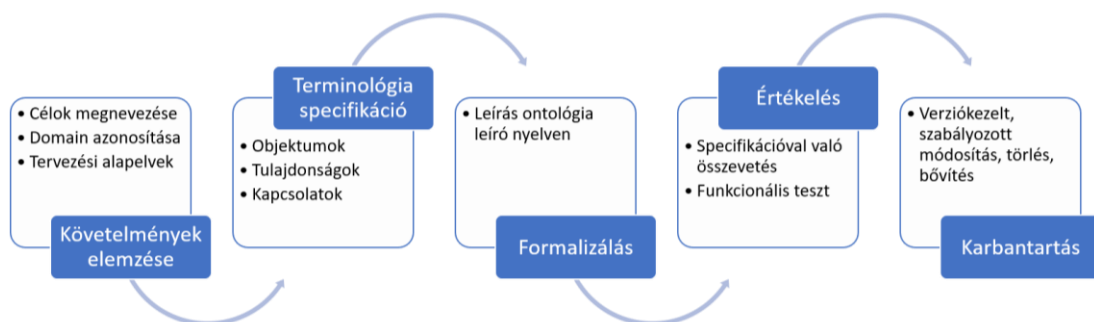 • Célok megnevezése
• Domain azonosítása
• Tervezési alapelvek
Követelmények
elemzése
Terminológia
specifikáció
• Objektumok
• Tulajdonságok
• Kapcsolatok
• Leírás ontológia
leíró nyelven
Formalizálás
Értékelés
• Specifikációval való
összevetés
• Funkcionális teszt
• Verziókezelt,
szabályozott
módosítás, törlés,
bővítés
Karbantartás